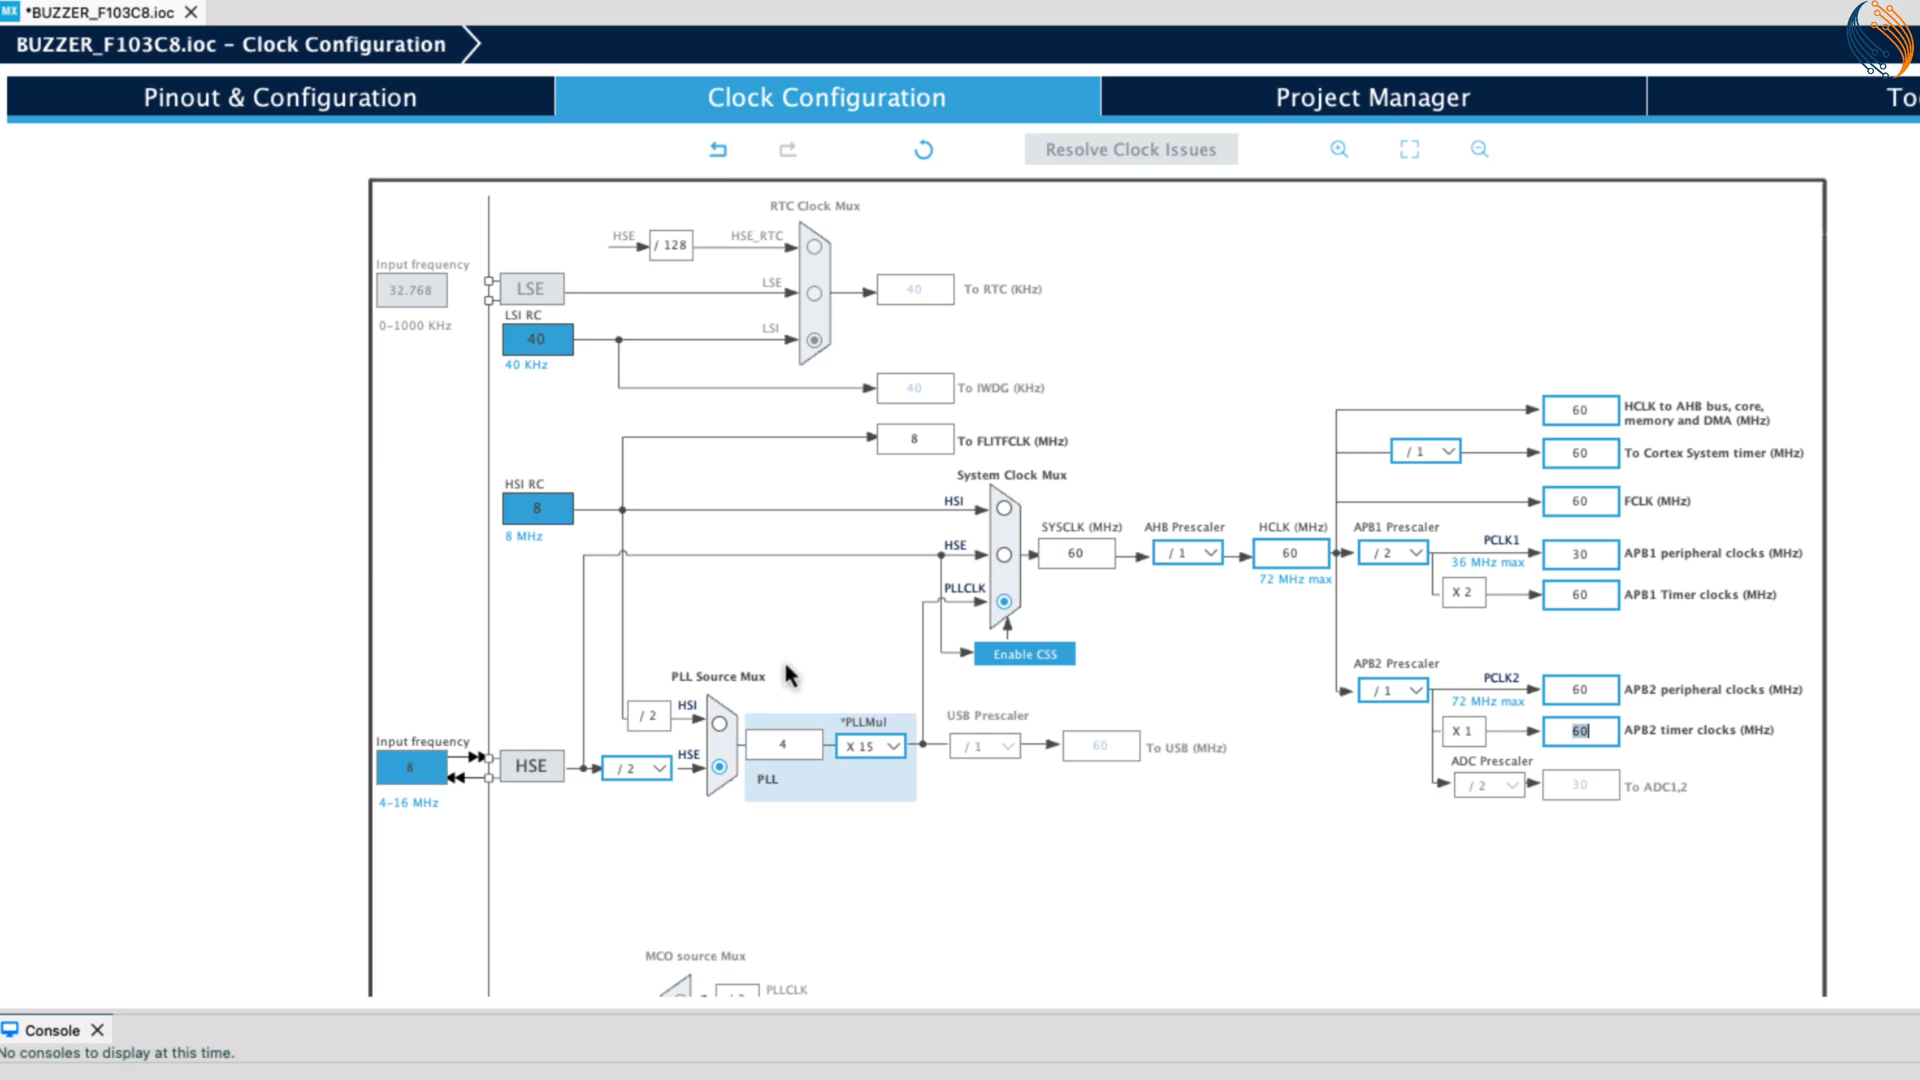 MX *BUZZER_F103C8.ioc
BUZZER_F103C8.ioc – Clock Configuration
Pinout & Configuration
Clock Configuration
Project Manager
To
Resolve Clock Issues
RTC Clock Mux
HSE
/ 128
HSE_RTC
Input frequency
32.768
LSE
LSE
40
To RTC (KHz)
0-1000 KHz
LSI RC
40
LSI
40 KHz
40
To IWDG (KHz)
8
To FLITFCLK (MHz)
60
HCLK to AHB bus, core,
memory and DMA (MHz)
/ 1
60
To Cortex System timer (MHz)
System Clock Mux
HSI RC
8
HSI
8 MHz
60
FCLK (MHz)
SYSCLK (MHz)
AHB Prescaler
HCLK (MHz)
APB1 Prescaler
HSE
60
/ 1
60
/ 2
PCLK1
30
APB1 peripheral clocks (MHz)
72 MHz max
36 MHz max
PLLCLK
X 2
60
APB1 Timer clocks (MHz)
Enable CSS
PLL Source Mux
APB2 Prescaler
/ 1
PCLK2
60
APB2 peripheral clocks (MHz)
72 MHz max
/ 2
HSI
*PLLMul
USB Prescaler
X 1
60
APB2 timer clocks (MHz)
Input frequency
8
HSE
/ 2
HSE
4
X 15
/ 1
60
To USB (MHz)
PLL
ADC Prescaler
/ 2
30
To ADC1,2
4-16 MHz
MCO source Mux
PLLCLK
Console
No consoles to display at this time.